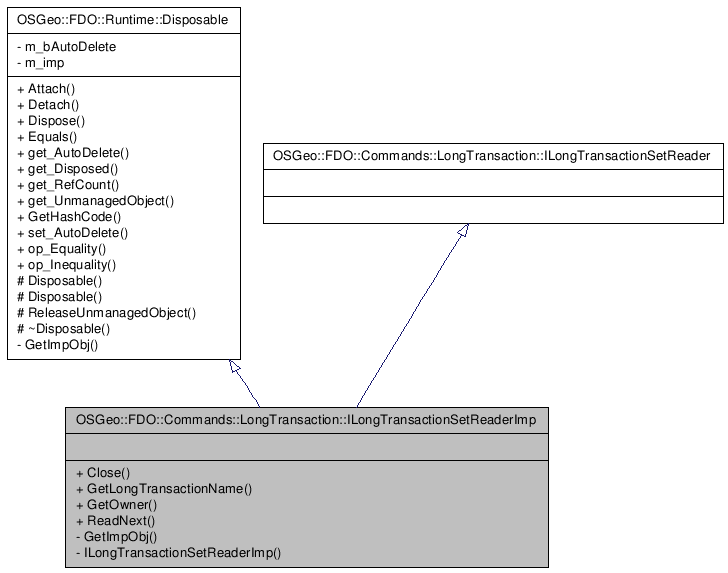 OSGeo::FDO::Runtime::Disposable
- m_bAutoDelete
- m_imp
+ Attach()
+ Detach()
+ Dispose()
+ Equals()
+ get_AutoDelete()
+ get_Disposed()
+ get_RefCount()
+ get_UnmanagedObject()
+ GetHashCode()
+ set_AutoDelete()
+ op_Equality()
+ op_Inequality()
# Disposable()
# Disposable()
# ReleaseUnmanagedObject()
# ~Disposable()
- GetImpObj()
OSGeo::FDO::Commands::LongTransaction::ILongTransactionSetReader
OSGeo::FDO::Commands::LongTransaction::ILongTransactionSetReaderImp
+ Close()
+ GetLongTransactionName()
+ GetOwner()
+ ReadNext()
- GetImpObj()
- ILongTransactionSetReaderImp()